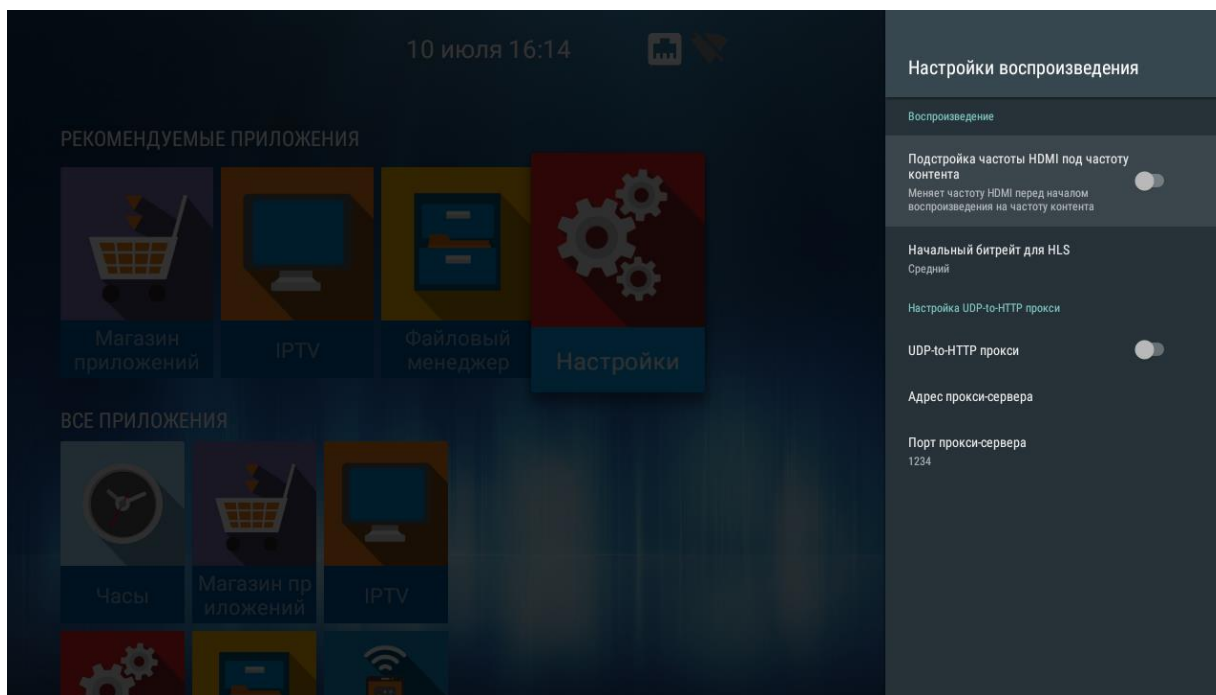 10 июля 16:14
РЕКОМЕНДУЕМЫЕ ПРИЛОЖЕНИЯ
Магазин
приложений
IPTV
Файловый
менеджер
Настройки
ВСЕ ПРИЛОЖЕНИЯ
Часы
Магазин пр
иложений
IPTV
Настройки воспроизведения
Воспроизведение
Подстройка частоты HDMI под частоту
контента
Меняет частоту HDMI перед началом
воспроизведения на частоту контента
Начальный битрейт для HLS
Средний
Настройка UDP-to-HTTP прокси
UDP-to-HTTP прокси
Адрес прокси-сервера
Порт прокси-сервера
1234